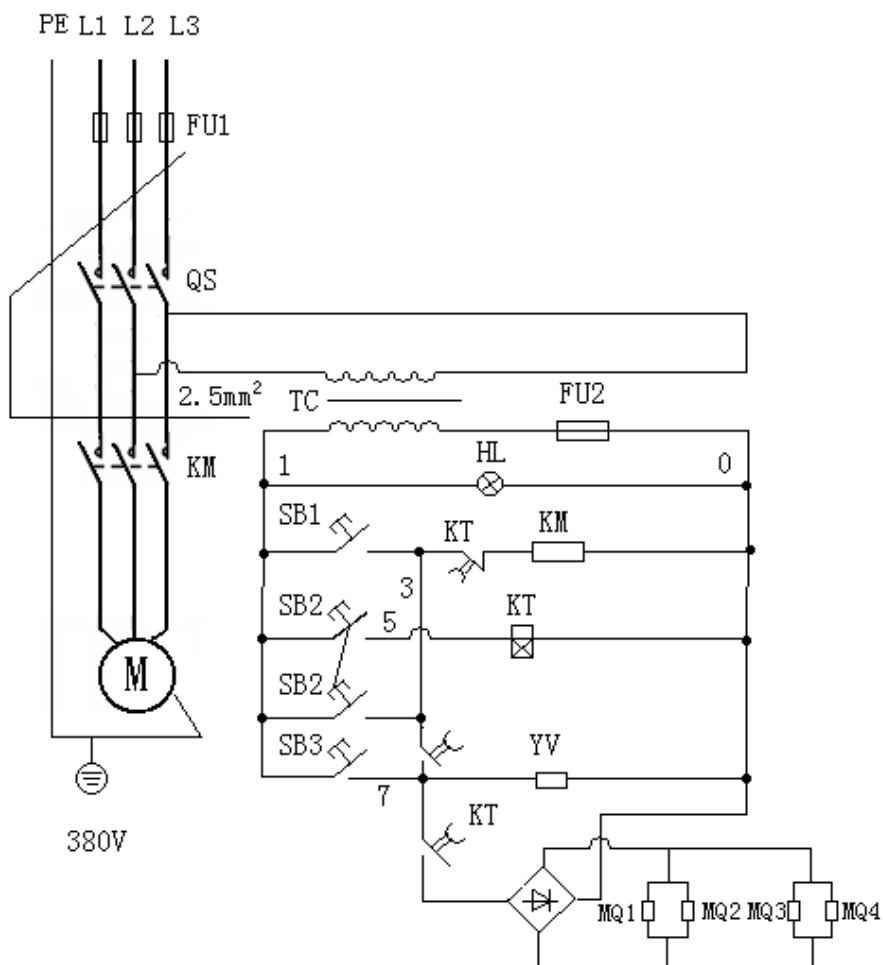 PE L1 L2 L3
FU1
QS
2.5mm²
TC
FU2
KM
1
HL
0
SB1
KT
KM
3
SB2
5
KT
SB2
SB3
YV
7
KT
M
380V
MQ1
MQ2
MQ3
MQ4